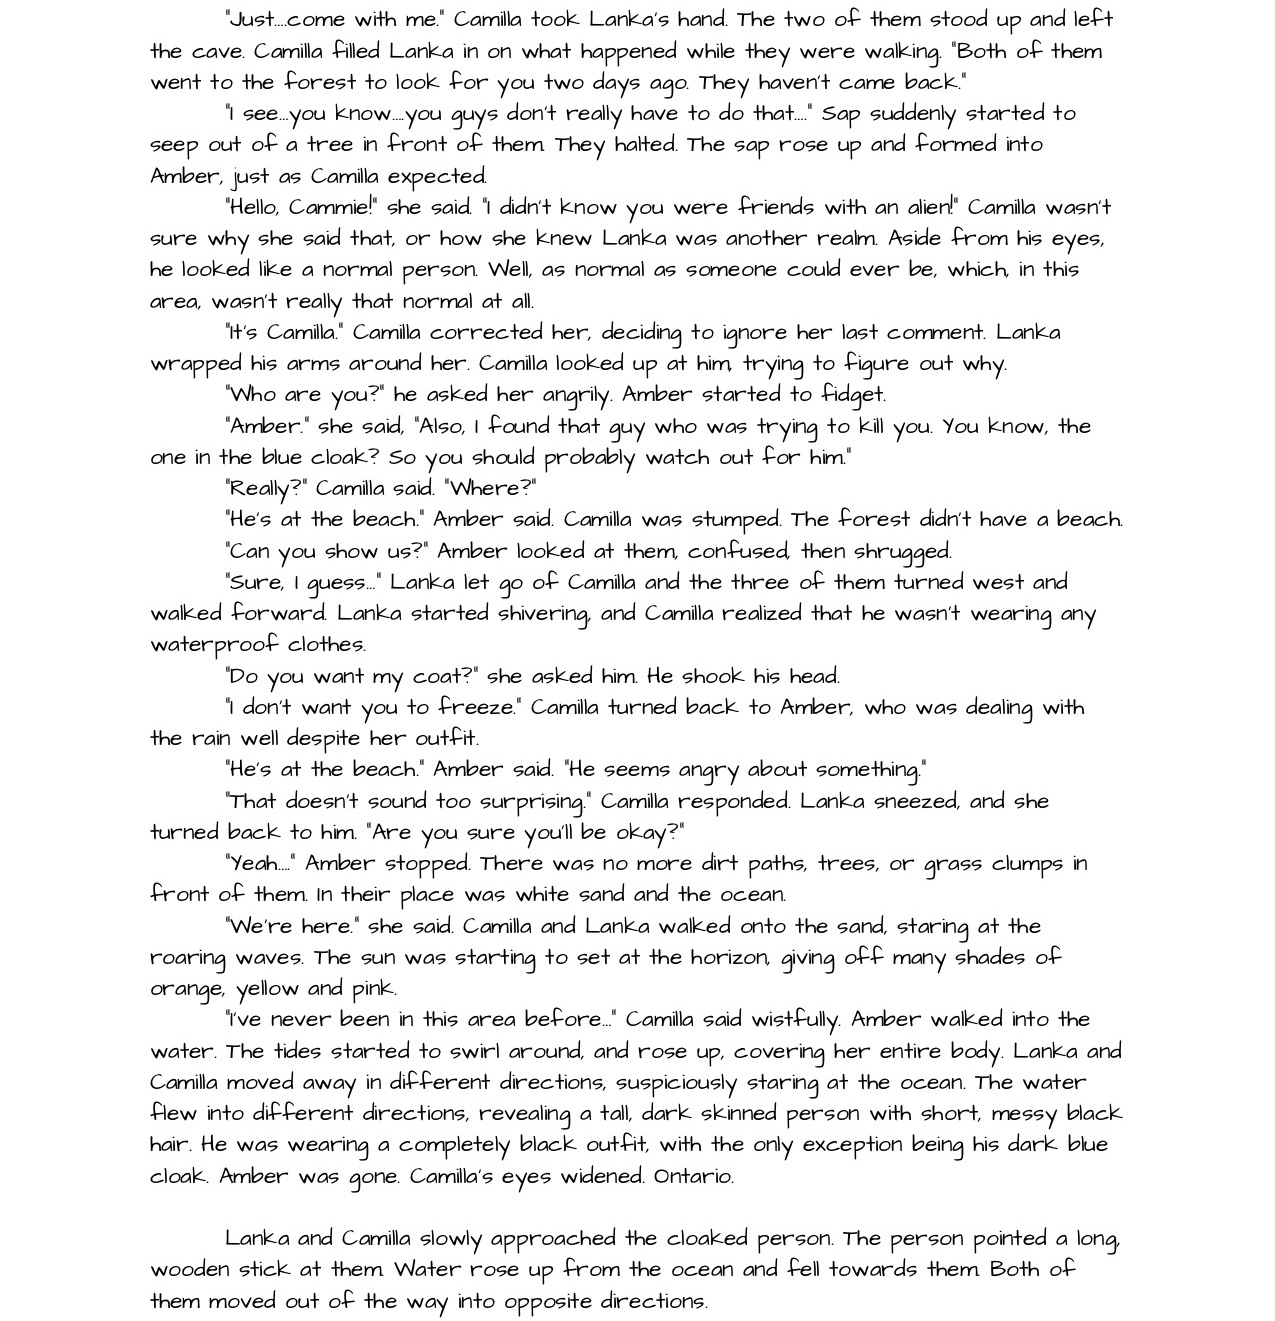 "Just....come with me." Camilla took Lanka's hand. The two of them stood up and left
the cave. Camilla filled Lanka in on what happened while they were walking. "Both of them
went to the forest to look for you two days ago. They haven't came back."
"I see...you know....you guys don't really have to do that...." Sap suddenly started to
seep out of a tree in front of them. They halted. The sap rose up and formed into
Amber, just as Camilla expected.
"Hello, Cammie!" she said. "I didn't know you were friends with an alien!" Camilla wasn't
sure why she said that, or how she knew Lanka was another realm. Aside from his eyes,
he looked like a normal person. Well, as normal as someone could ever be, which, in this
area, wasn't really that normal at all.
"It's Camilla." Camilla corrected her, deciding to ignore her last comment. Lanka
wrapped his arms around her. Camilla looked up at him, trying to figure out why.
"Who are you?" he asked her angrily. Amber started to fidget.
"Amber." she said, "Also, I found that guy who was trying to kill you. You know, the
one in the blue cloak? So you should probably watch out for him."
"Really?" Camilla said. "Where?"
"He's at the beach." Amber said. Camilla was stumped. The forest didn't have a beach.
"Can you show us?" Amber looked at them, confused, then shrugged.
"Sure, I guess..." Lanka let go of Camilla and the three of them turned west and
walked forward. Lanka started shivering, and Camilla realized that he wasn't wearing any
waterproof clothes.
"Do you want my coat?" she asked him. He shook his head.
"I don't want you to freeze." Camilla turned back to Amber, who was dealing with
the rain well despite her outfit.
"He's at the beach." Amber said. "He seems angry about something."
"That doesn't sound too surprising." Camilla responded. Lanka sneezed, and she
turned back to him. "Are you sure you'll be okay?"
"Yeah...." Amber stopped. There was no more dirt paths, trees, or grass clumps in
front of them. In their place was white sand and the ocean.
"We're here." she said. Camilla and Lanka walked onto the sand, staring at the
roaring waves. The sun was starting to set at the horizon, giving off many shades of
orange, yellow and pink.
"I've never been in this area before..." Camilla said wistfully. Amber walked into the
water. The tides started to swirl around, and rose up, covering her entire body. Lanka and
Camilla moved away in different directions, suspiciously staring at the ocean. The water
flew into different directions, revealing a tall, dark skinned person with short, messy black
hair. He was wearing a completely black outfit, with the only exception being his dark blue
cloak. Amber was gone. Camilla's eyes widened. Ontario.
Lanka and Camilla slowly approached the cloaked person. The person pointed a long,
wooden stick at them. Water rose up from the ocean and fell towards them. Both of
them moved out of the way into opposite directions.